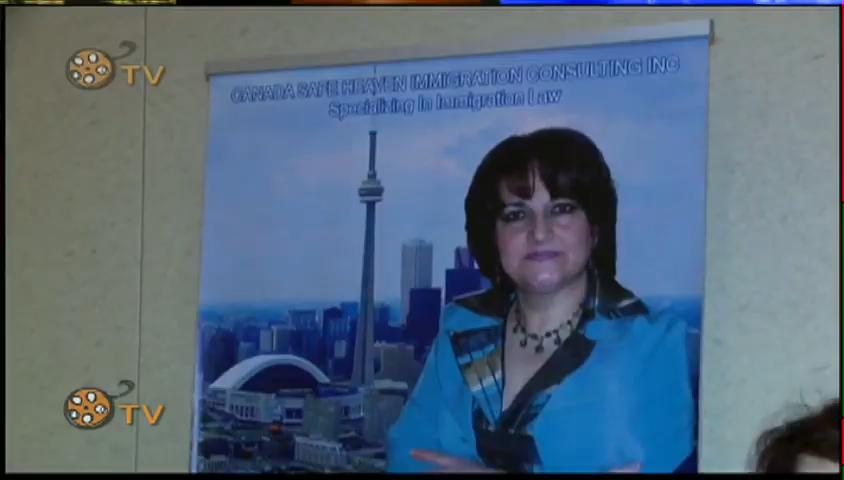 TV
CANADA SAFE HEAVEN IMMIGRATION CONSULTING INC
Specializing In Immigration Law
TV